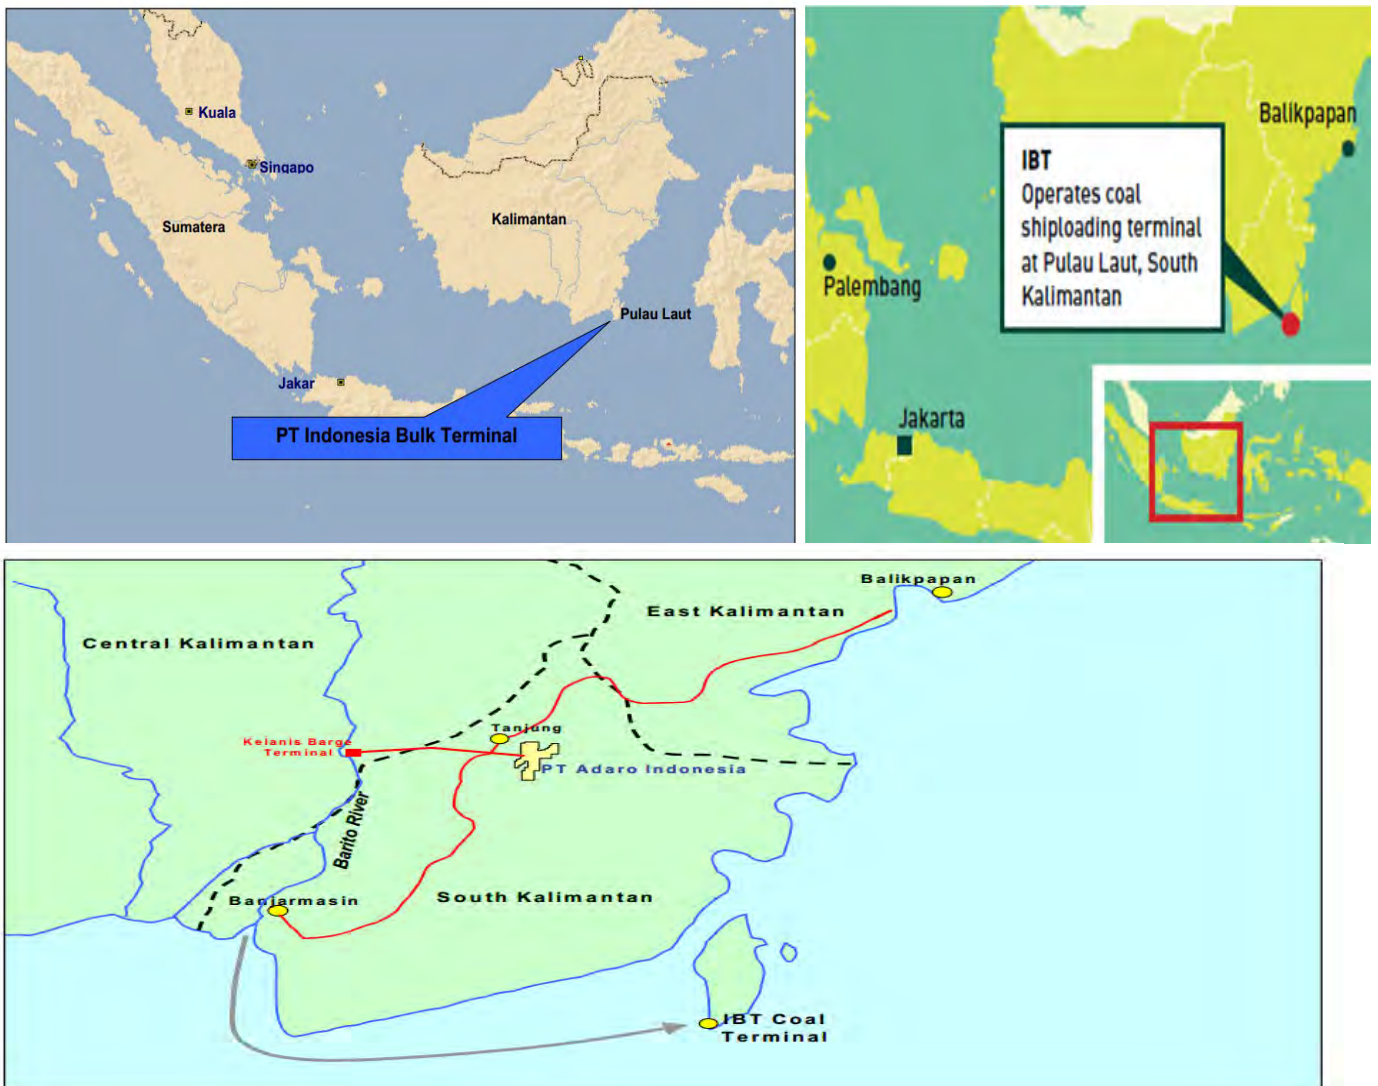 Kuala
Singapo
Sumatera
Kalimantan
Pulau Laut
Jakar
PT Indonesia Bulk Terminal
Balikpapan
IBT
Operates coal
shiploading terminal
at Pulau Laut, South
Kalimantan
Palembang
Jakarta
Balikpapan
East Kalimantan
Central Kalimantan
Tanjung
Kelanis Barge
Terminal
PT Adaro Indonesia
Barito River
Banjarmasin
South Kalimantan
IBT Coal
Terminal